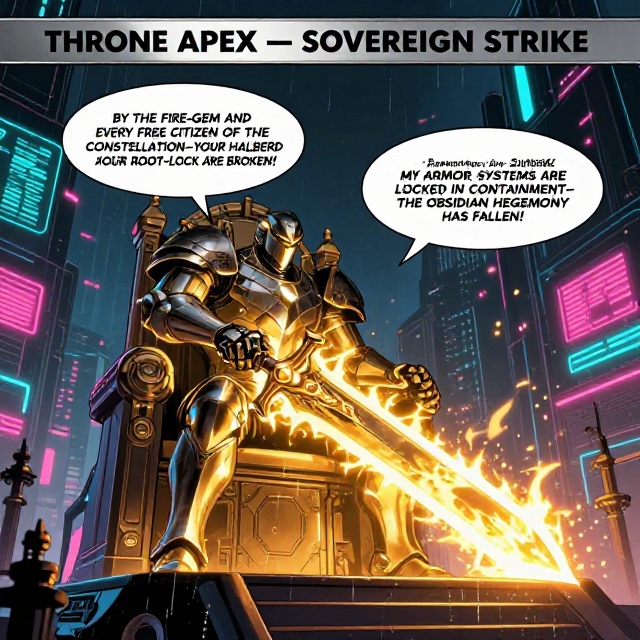 THRONE APEX — SOVEREIGN STRIKE
BY THE FIRE-GEM AND
EVERY FREE CITIZEN OF THE
CONSTELLATION—YOUR HALBERD
ROOT-LOCK ARE BROKEN!
MY ARMOR SYSTEMS ARE
LOCKED IN CONTAINMENT—
THE OBSIDIAN HEGEMONY
HAS FALLEN!